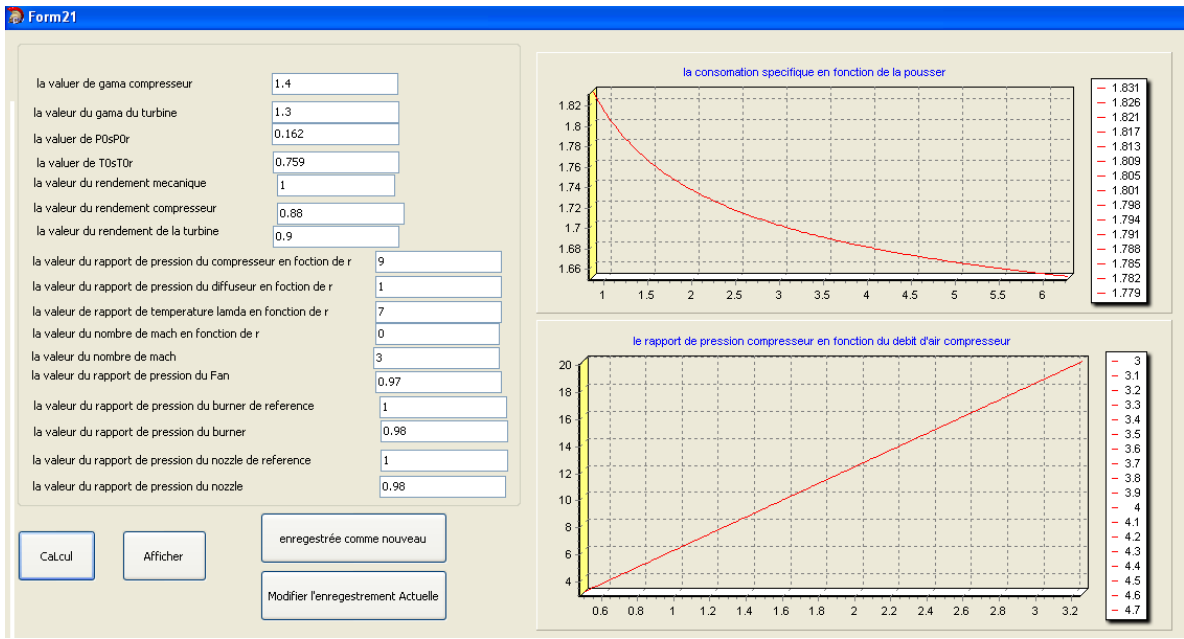 Form21
la valuer de gama compresseur 1.4
la valeur du gama du turbine 1.3
la valuer de P0sP0r 0.162
la valuer de T0sT0r 0.759
la valeur du rendement mecanique 1
la valeur du rendement compresseur 0.88
la valeur du rendement de la turbine 0.9
la valeur du rapport de pression du compresseur en foction de r 9
la valeur du rapport de pression du diffuseur en foction de r 1
la valeur de rapport de temperature lamda en fonction de r 7
la valeur du nombre de mach en fonction de r 0
la valeur du nombre de mach 3
la valeur du rapport de pression du Fan 0.97
la valeur du rapport de pression du burner de reference 1
la valeur du rapport de pression du burner 0.98
la valeur du rapport de pression du nozzle de reference 1
la valeur du rapport de pression du nozzle 0.98
CaLcul
Afficher
enregestrée comme nouveau
Modifier l'enregestrement Actuelle
la consomation specifique en fonction de la pousser
1.82
1.8
1.78
1.76
1.74
1.72
1.7
1.68
1.66
1 1.5 2 2.5 3 3.5 4 4.5 5 5.5 6
1.831
1.826
1.821
1.817
1.813
1.809
1.805
1.801
1.798
1.794
1.791
1.788
1.785
1.782
1.779
le rapport de pression compresseur en fonction du debit d'air compresseur
20
18
16
14
12
10
8
6
4
0.6 0.8 1 1.2 1.4 1.6 1.8 2 2.2 2.4 2.6 2.8 3 3.2
3
3.1
3.2
3.3
3.4
3.5
3.6
3.7
3.8
3.9
4
4.1
4.2
4.3
4.4
4.5
4.6
4.7